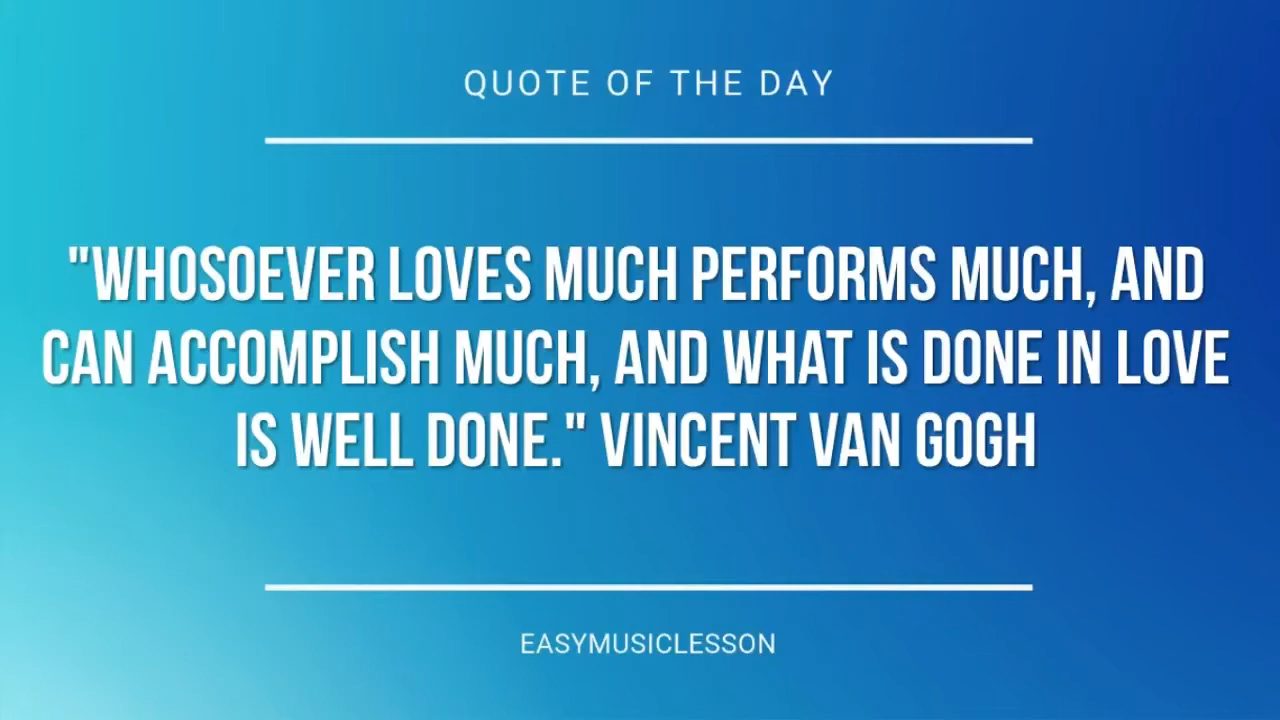 QUOTE OF THE DAY
"WHOSOEVER LOVES MUCH PERFORMS MUCH, AND
CAN ACCOMPLISH MUCH, AND WHAT IS DONE IN LOVE
IS WELL DONE." VINCENT VAN GOGH
EASYMUSICLESSON